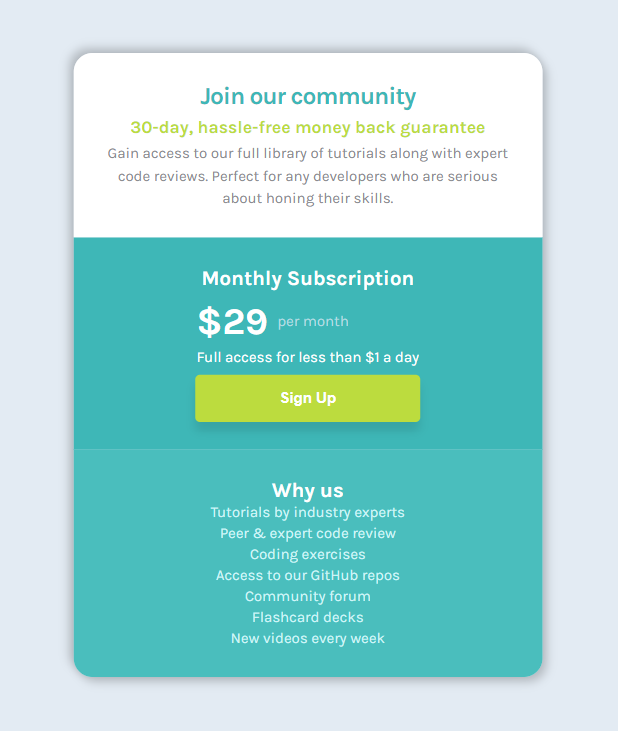 Join our community
30-day, hassle-free money back guarantee
Gain access to our full library of tutorials along with expert
code reviews. Perfect for any developers who are serious
about honing their skills.
Monthly Subscription
$29 per month
Full access for less than $1 a day
Sign Up
Why us
Tutorials by industry experts
Peer & expert code review
Coding exercises
Access to our GitHub repos
Community forum
Flashcard decks
New videos every week